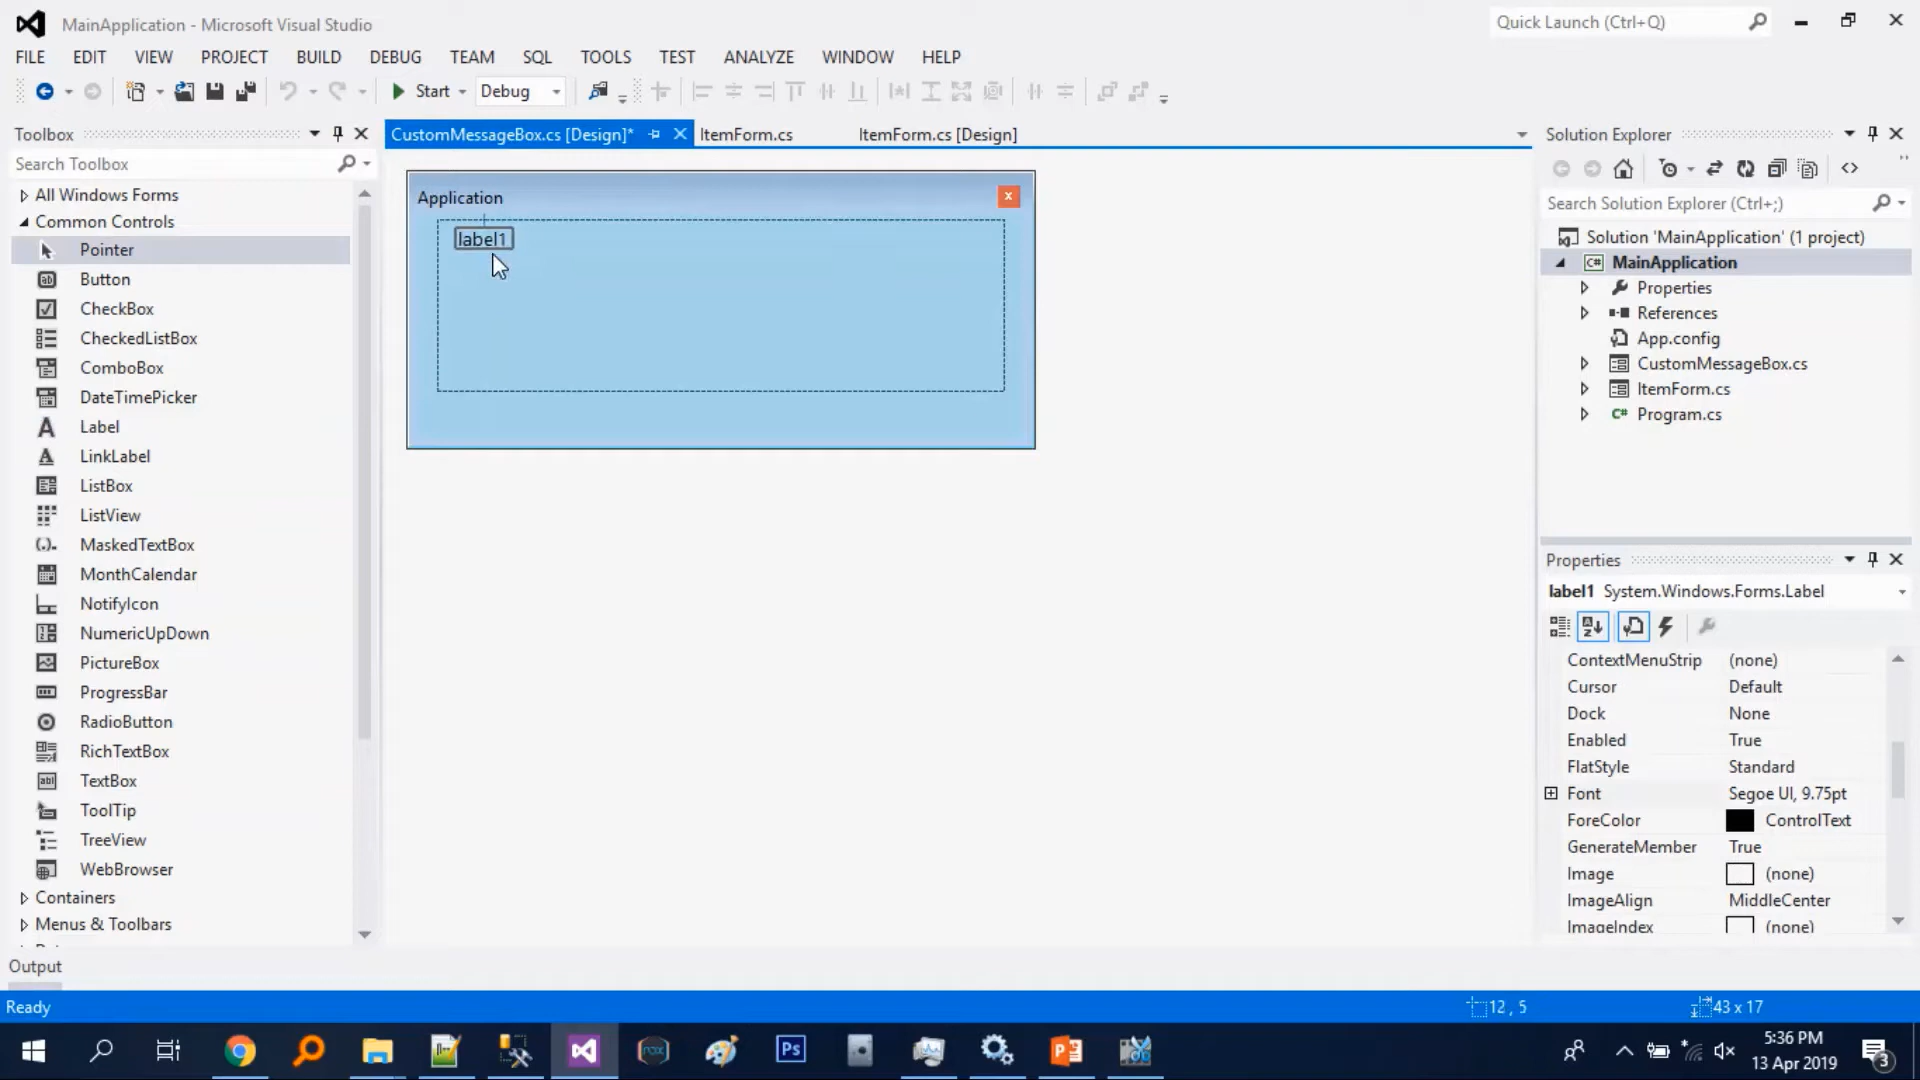 MainApplication - Microsoft Visual Studio
Quick Launch (Ctrl+Q)
FILE EDIT VIEW PROJECT BUILD DEBUG TEAM SQL TOOLS TEST ANALYZE WINDOW HELP
Start Debug
Toolbox
Search Toolbox
All Windows Forms
Common Controls
Pointer
Button
CheckBox
CheckedListBox
ComboBox
DateTimePicker
Label
LinkLabel
ListBox
ListView
MaskedTextBox
MonthCalendar
NotifyIcon
NumericUpDown
PictureBox
ProgressBar
RadioButton
RichTextBox
TextBox
ToolTip
TreeView
WebBrowser
Containers
Menus & Toolbars
CustomMessageBox.cs [Design]* ItemForm.cs ItemForm.cs [Design]
Application
label1
Solution Explorer
Search Solution Explorer (Ctrl+;)
Solution 'MainApplication' (1 project)
C# MainApplication
Properties
References
App.config
CustomMessageBox.cs
ItemForm.cs
C# Program.cs
Properties
label1 System.Windows.Forms.Label
ContextMenuStrip (none)
Cursor Default
Dock None
Enabled True
FlatStyle Standard
Font Segoe UI, 9.75pt
ForeColor ControlText
GenerateMember True
Image (none)
ImageAlign MiddleCenter
ImageIndex (none)
Output
Ready
12 , 5
43 x 17
Ps
5:36 PM
13 Apr 2019
3